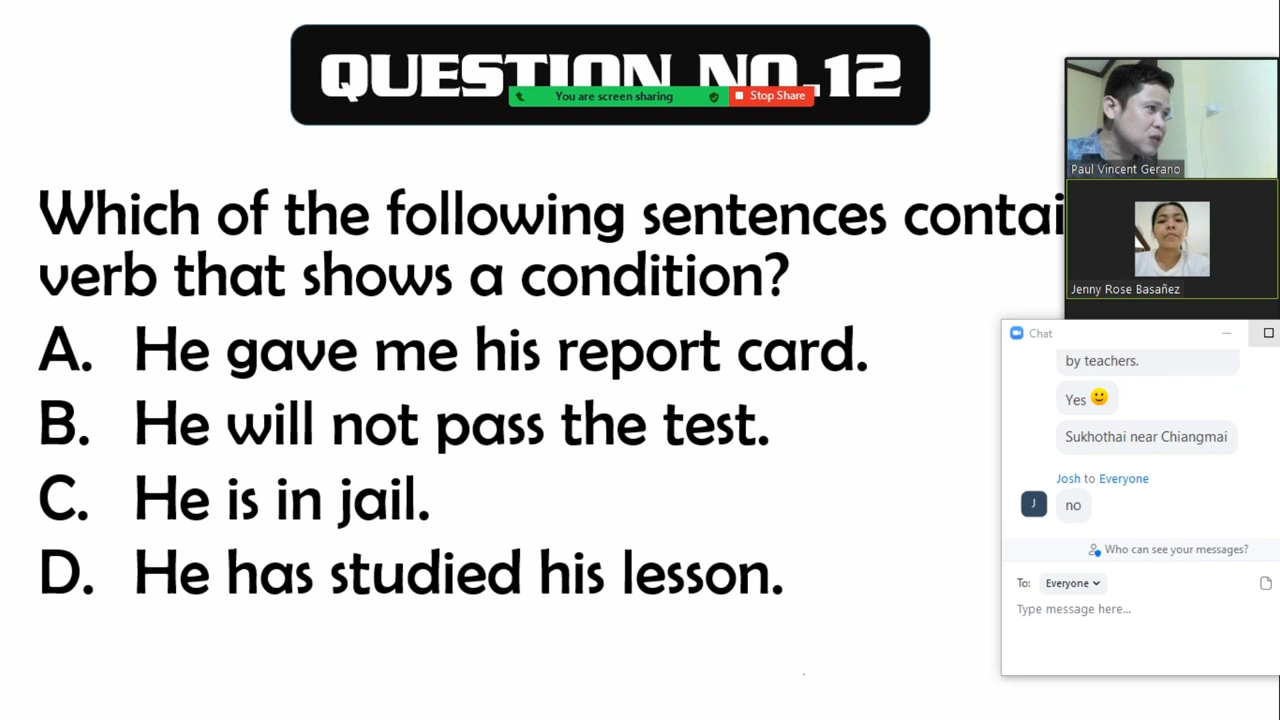 QUESTION NO.12
You are screen sharing
Stop Share
Which of the following sentences
verb that shows a condition?
A. He gave me his report card.
B. He will not pass the test.
C. He is in jail.
D. He has studied his lesson.
Paul Vincent Gerano
Jenny Rose Basañez
Chat
by teachers.
Yes 🙂
Sukhothai near Chiangmai
Josh to Everyone
J
no
Who can see your messages?
To: Everyone
Type message here...